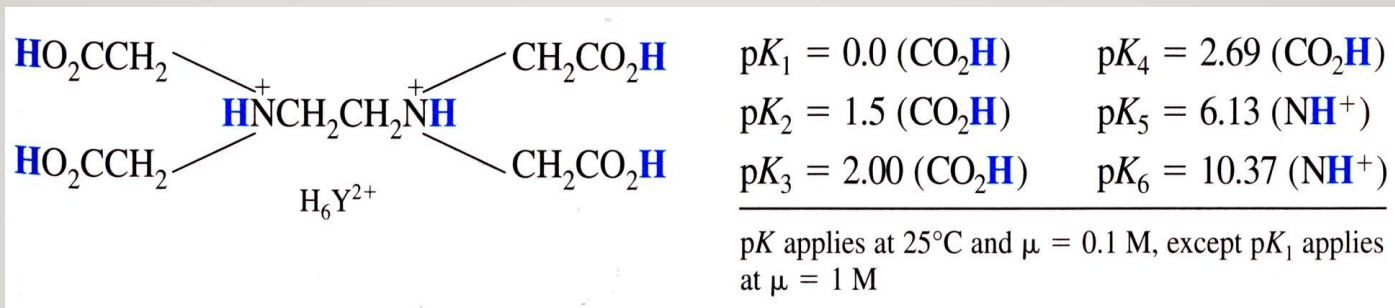 HO₂CCH₂ CH₂CO₂H
HN⁺CH₂CH₂N⁺H
HO₂CCH₂ CH₂CO₂H
H₆Y²⁺
pK₁ = 0.0 (CO₂H) pK₄ = 2.69 (CO₂H)
pK₂ = 1.5 (CO₂H) pK₅ = 6.13 (NH⁺)
pK₃ = 2.00 (CO₂H) pK₆ = 10.37 (NH⁺)
pK applies at 25°C and μ = 0.1 M, except pK₁ applies
at μ = 1 M